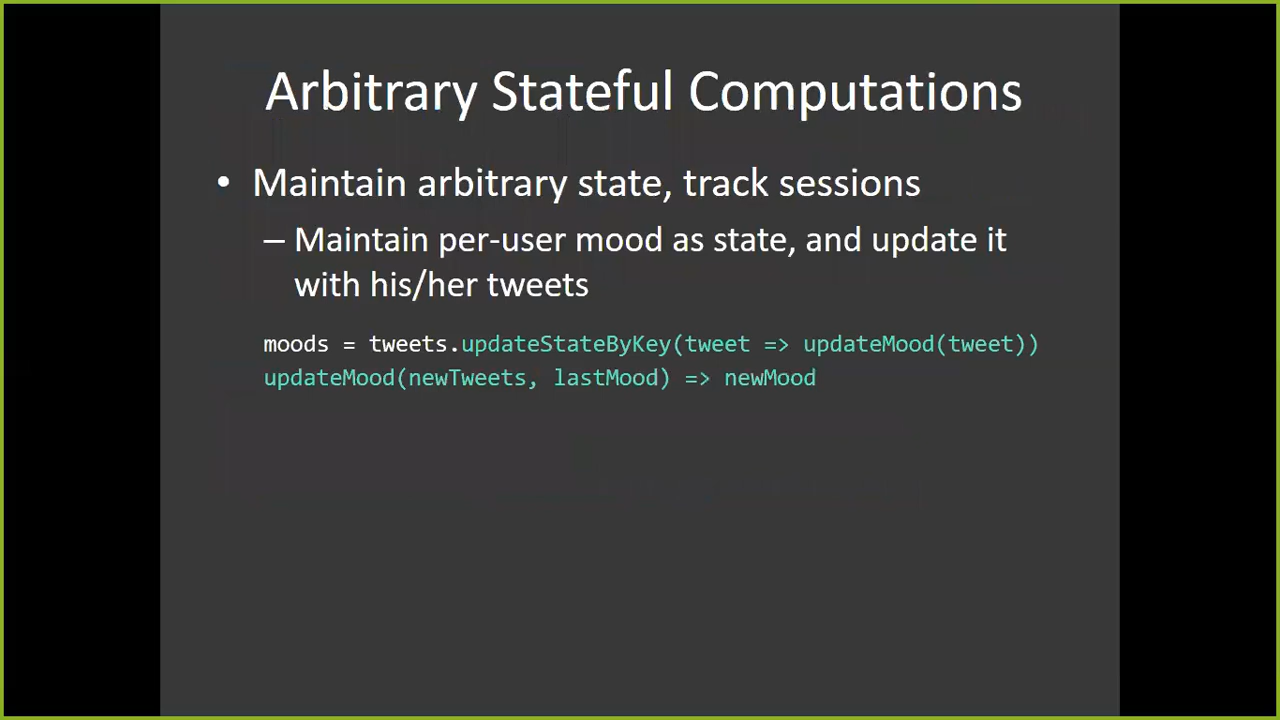 Arbitrary Stateful Computations
• Maintain arbitrary state, track sessions
– Maintain per-user mood as state, and update it
with his/her tweets
moods = tweets.updateStateByKey(tweet => updateMood(tweet))
updateMood(newTweets, lastMood) => newMood